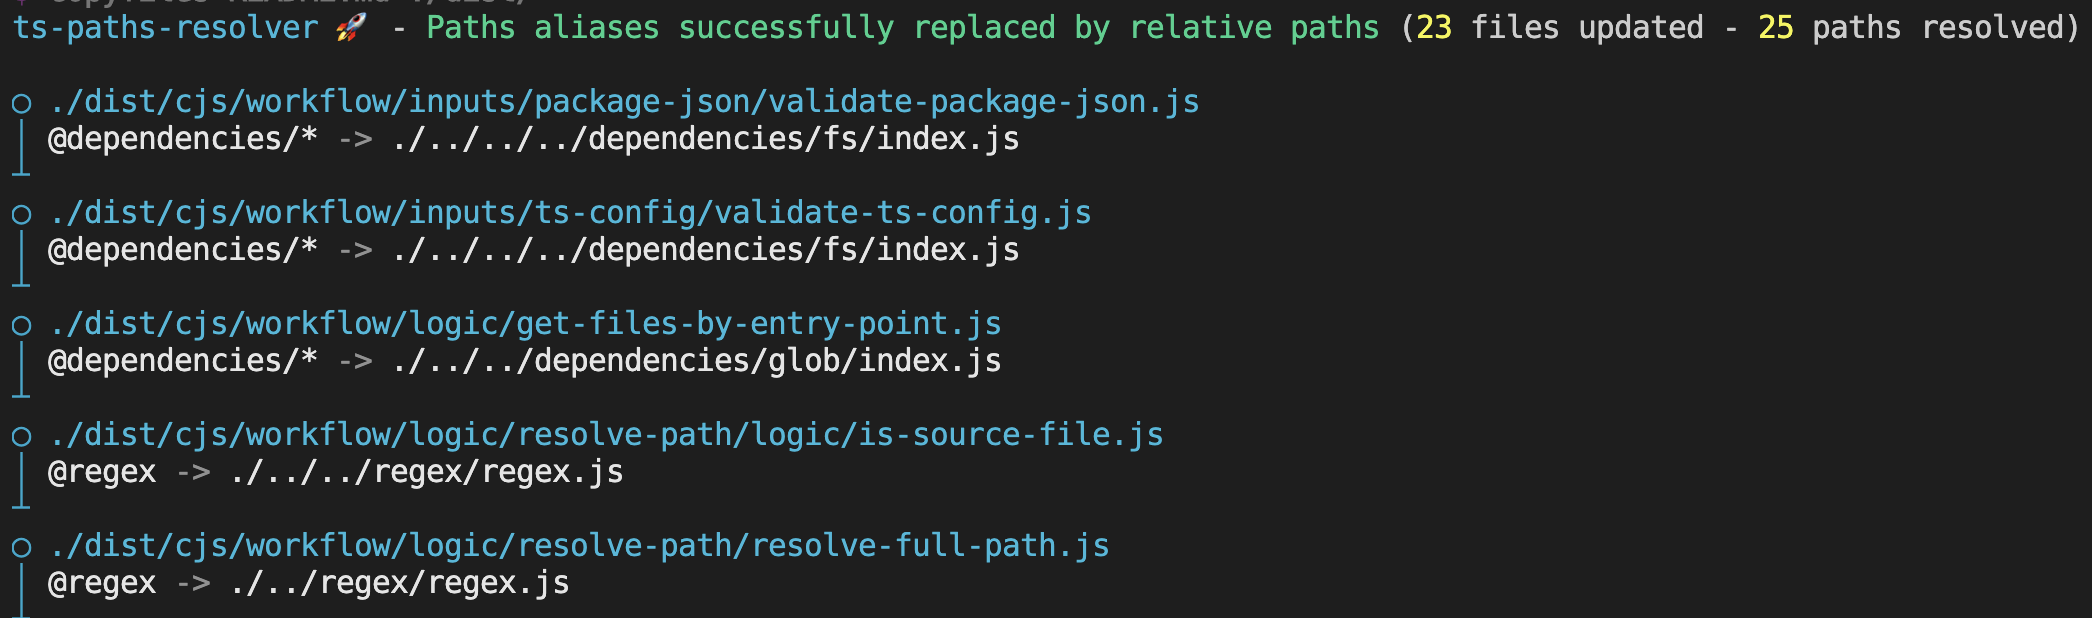 ts-paths-resolver 🚀 - Paths aliases successfully replaced by relative paths (23 files updated - 25 paths resolved)
○ ./dist/cjs/workflow/inputs/package-json/validate-package-json.js
@dependencies/* -> ./../../../dependencies/fs/index.js
○ ./dist/cjs/workflow/inputs/ts-config/validate-ts-config.js
@dependencies/* -> ./../../../dependencies/fs/index.js
○ ./dist/cjs/workflow/logic/get-files-by-entry-point.js
@dependencies/* -> ./../../dependencies/glob/index.js
○ ./dist/cjs/workflow/logic/resolve-path/logic/is-source-file.js
@regex -> ./../../regex/regex.js
○ ./dist/cjs/workflow/logic/resolve-path/resolve-full-path.js
@regex -> ./../regex/regex.js